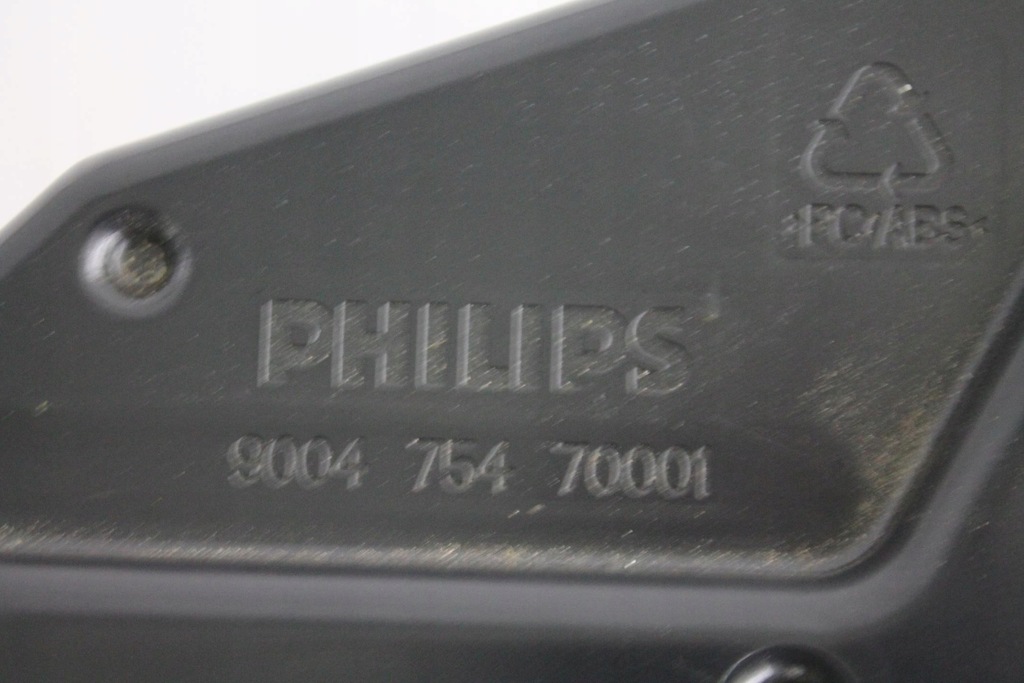 >PC/ABS<
PHILIPS
9004 754 70001